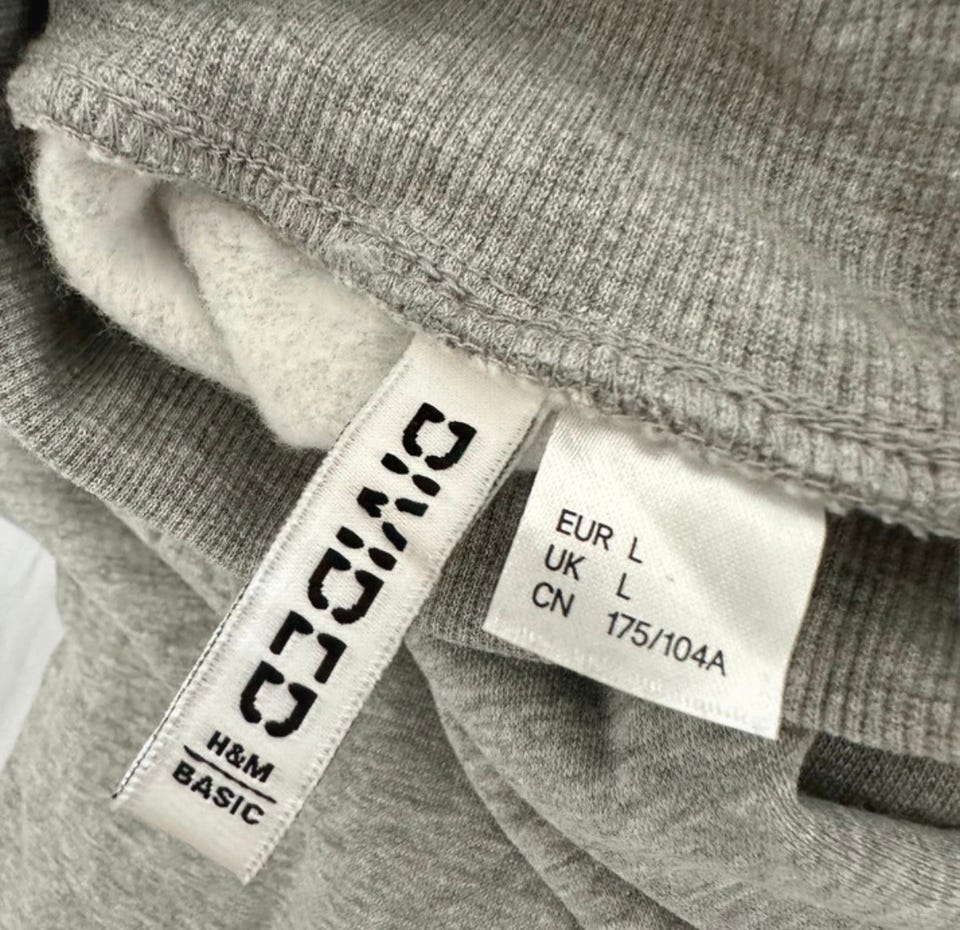 DIVIDED
H&M
BASIC
EUR L
UK L
CN 175/104A